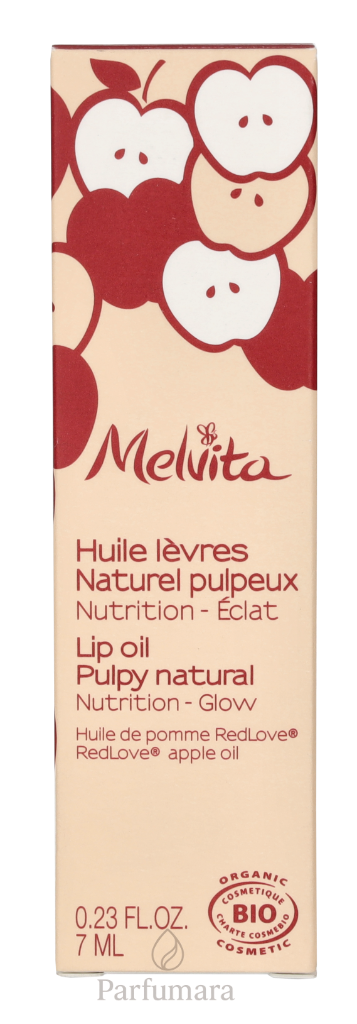 Melvita
Huile lèvres
Naturel pulpeux
Nutrition - Éclat
Lip oil
Pulpy natural
Nutrition - Glow
Huile de pomme RedLove®
RedLove® apple oil
ORGANIC
COSMETIQUE
BIO
CHARTE COSMEBIO
COSMETIC
0.23 FL.OZ.
7 ML
Parfumara